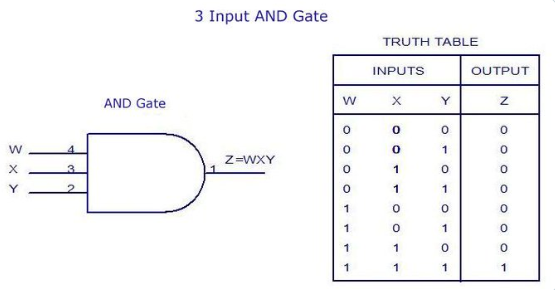 3 Input AND Gate
TRUTH TABLE
INPUTS OUTPUT
W X Y Z
0 0 0 0
0 0 1 0
0 1 0 0
0 1 1 0
1 0 0 0
1 0 1 0
1 1 0 0
1 1 1 1
AND Gate
W 4
X 3
Y 2
1 Z=WXY